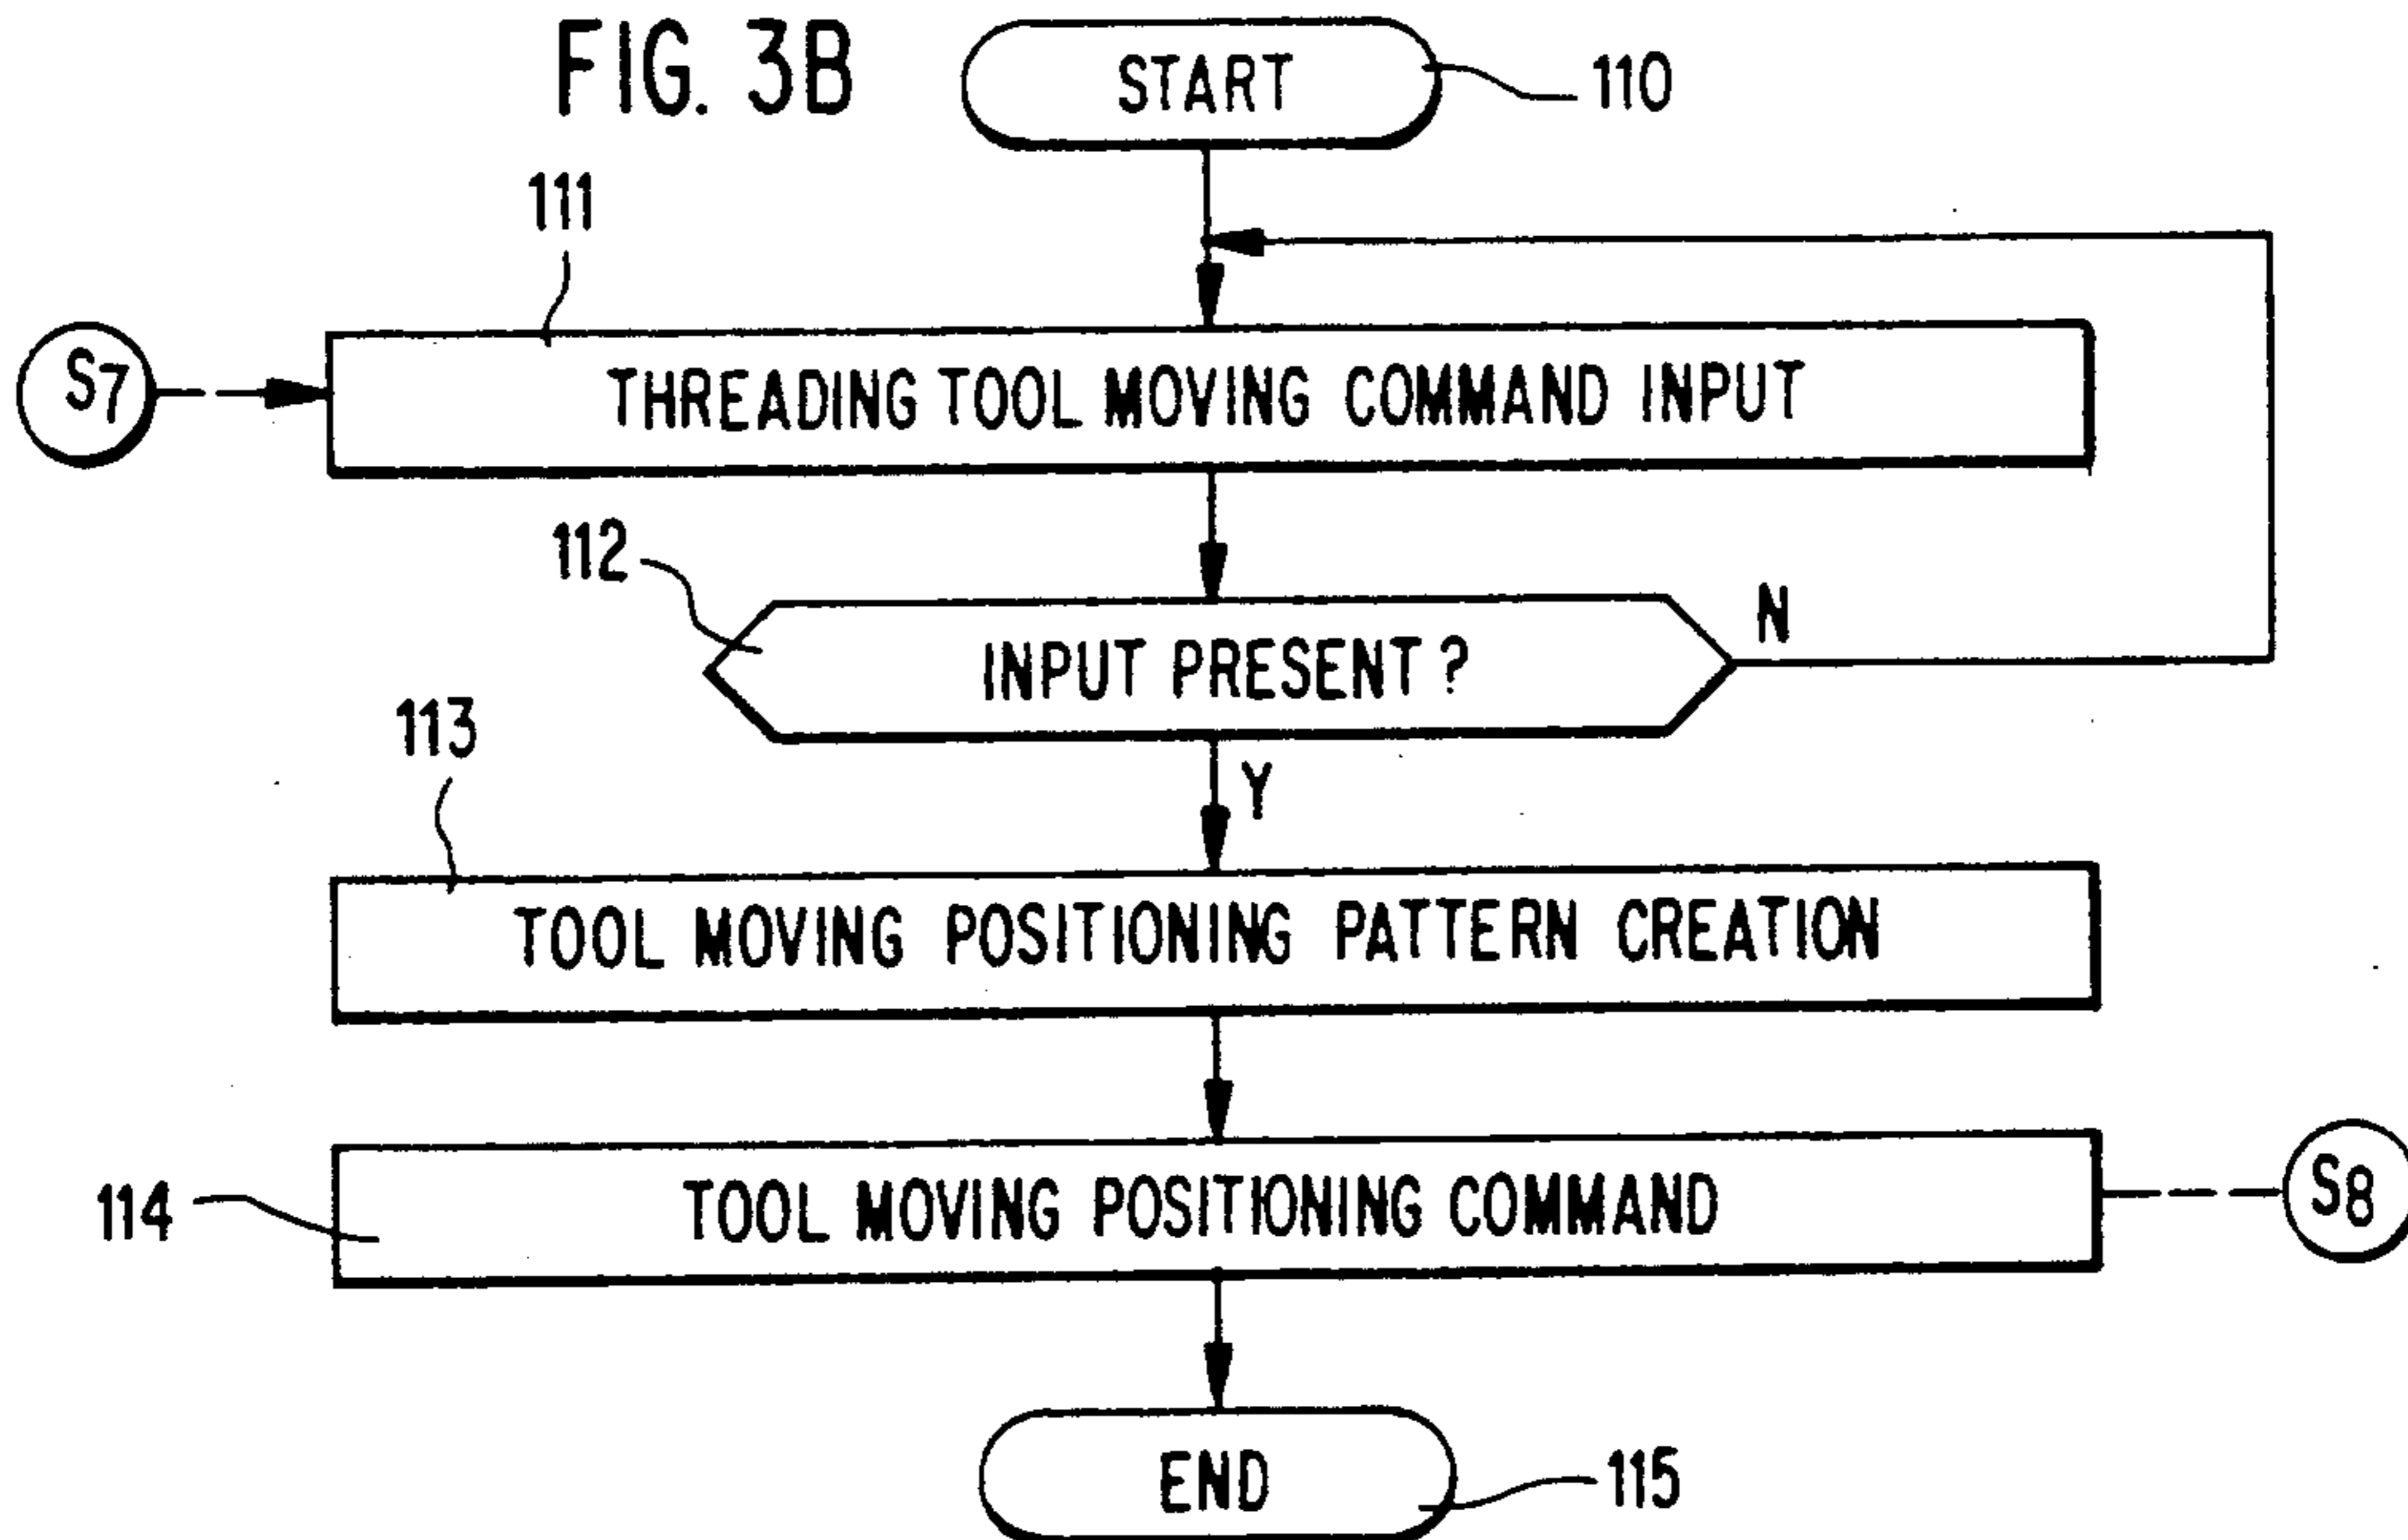 FIG. 3B
START
110
111
S7
THREADING TOOL MOVING COMMAND INPUT
112
INPUT PRESENT ?
N
113
Y
TOOL MOVING POSITIONING PATTERN CREATION
114
TOOL MOVING POSITIONING COMMAND
S8
END
115